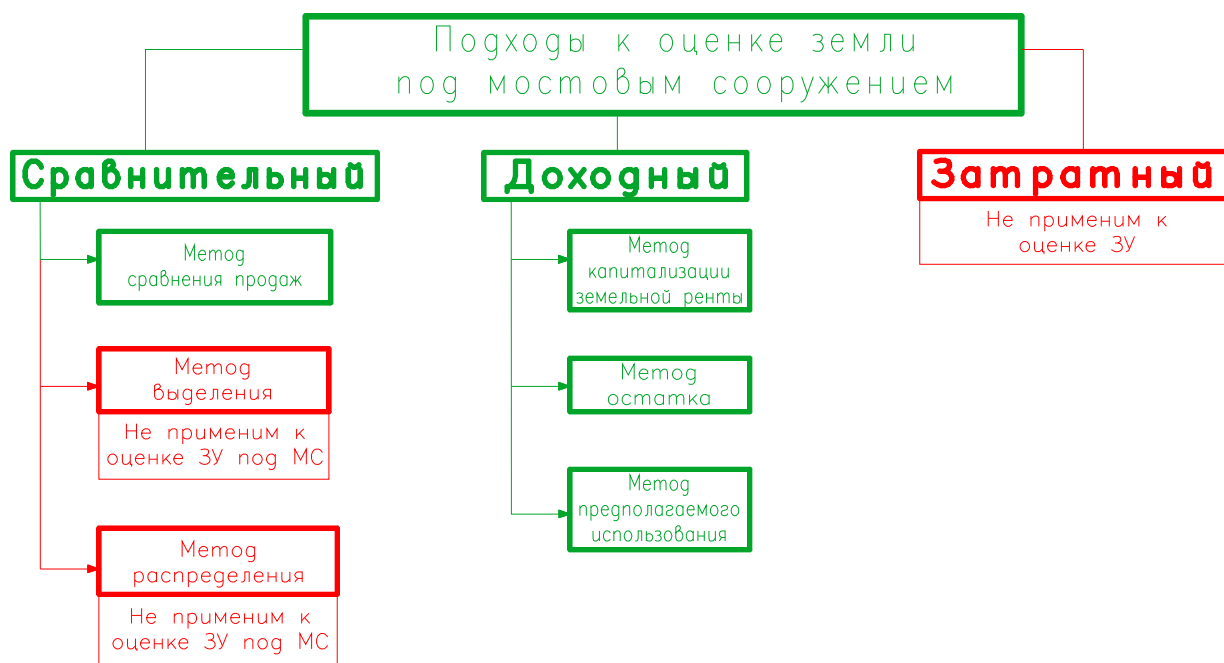 Подходы к оценке земли
под мостовым сооружением
Сравнительный
Метод
сравнения продаж
Метод
выделения
Не применим к
оценке ЗУ под МС
Метод
распределения
Не применим к
оценке ЗУ под МС
Доходный
Метод
капитализации
земельной ренты
Метод
остатка
Метод
предполагаемого
использования
Затратный
Не применим к
оценке ЗУ